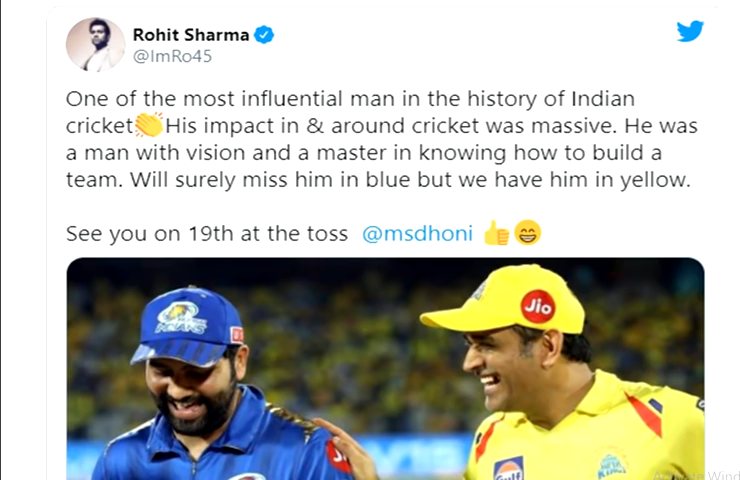 Rohit Sharma
@ImRo45
One of the most influential man in the history of Indian
cricket👏His impact in & around cricket was massive. He was
a man with vision and a master in knowing how to build a
team. Will surely miss him in blue but we have him in yellow.
See you on 19th at the toss @msdhoni 👍😄
Jio
Gulf